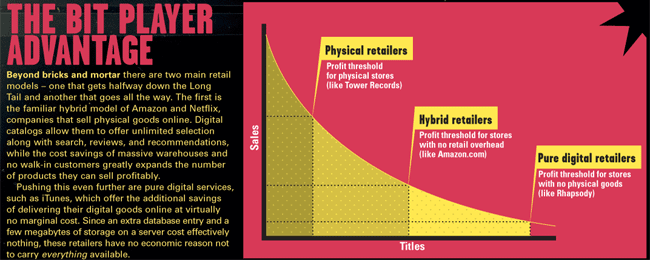 THE BIT PLAYER
ADVANTAGE
Beyond bricks and mortar there are two main retail
models – one that gets halfway down the Long
Tail and another that goes all the way. The first is
the familiar hybrid model of Amazon and Netflix,
companies that sell physical goods online. Digital
catalogs allow them to offer unlimited selection
along with search, reviews, and recommendations,
while the cost savings of massive warehouses and
no walk-in customers greatly expands the number
of products they can sell profitably.
Pushing this even further are pure digital services,
such as iTunes, which offer the additional savings
of delivering their digital goods online at virtually
no marginal cost. Since an extra database entry and a
few megabytes of storage on a server cost effectively
nothing, these retailers have no economic reason not
to carry everything available.
Physical retailers
Profit threshold
for physical stores
(like Tower Records)
Hybrid retailers
Profit threshold for stores
with no retail overhead
(like Amazon.com)
Pure digital retailers
Profit threshold for stores
with no physical goods
(like Rhapsody)
Sales
Titles